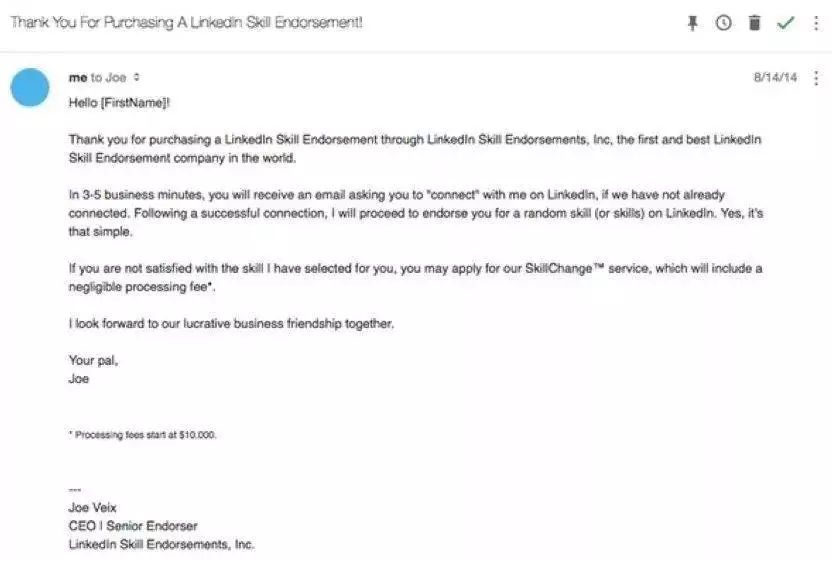 Thank You For Purchasing A LinkedIn Skill Endorsement!
me to Joe
8/14/14
Hello [FirstName]!
Thank you for purchasing a LinkedIn Skill Endorsement through LinkedIn Skill Endorsements, Inc, the first and best LinkedIn
Skill Endorsement company in the world.
In 3-5 business minutes, you will receive an email asking you to "connect" with me on LinkedIn, if we have not already
connected. Following a successful connection, I will proceed to endorse you for a random skill (or skills) on LinkedIn. Yes, it's
that simple.
If you are not satisfied with the skill I have selected for you, you may apply for our SkillChange™ service, which will include a
negligible processing fee*.
I look forward to our lucrative business friendship together.
Your pal,
Joe
* Processing fees start at $10,000.
---
Joe Veix
CEO | Senior Endorser
LinkedIn Skill Endorsements, Inc.